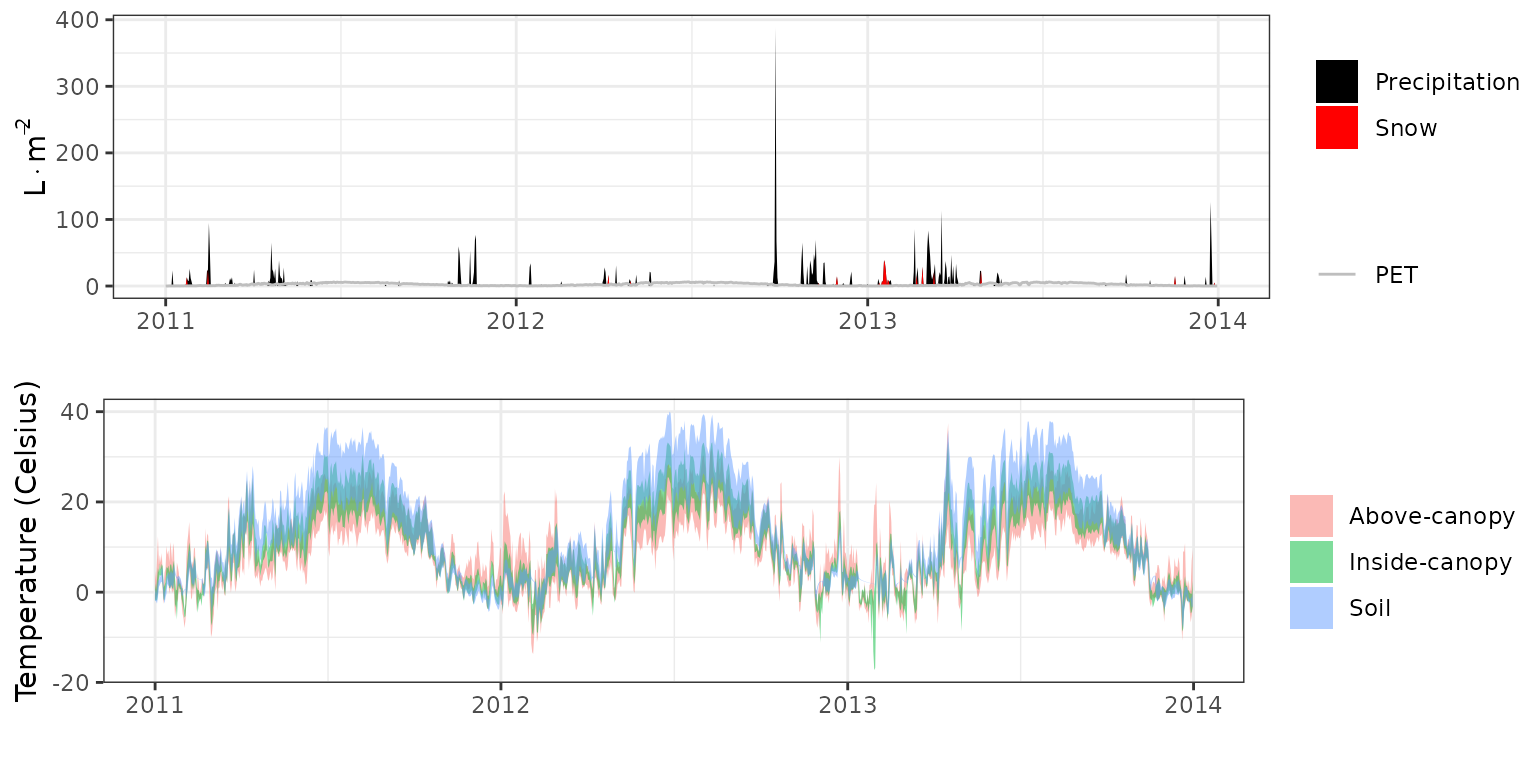 400
300
200
100
0
L · m⁻²
2011
2012
2013
2014
Precipitation
Snow
PET
40
20
0
-20
Temperature (Celsius)
2011
2012
2013
2014
Above-canopy
Inside-canopy
Soil